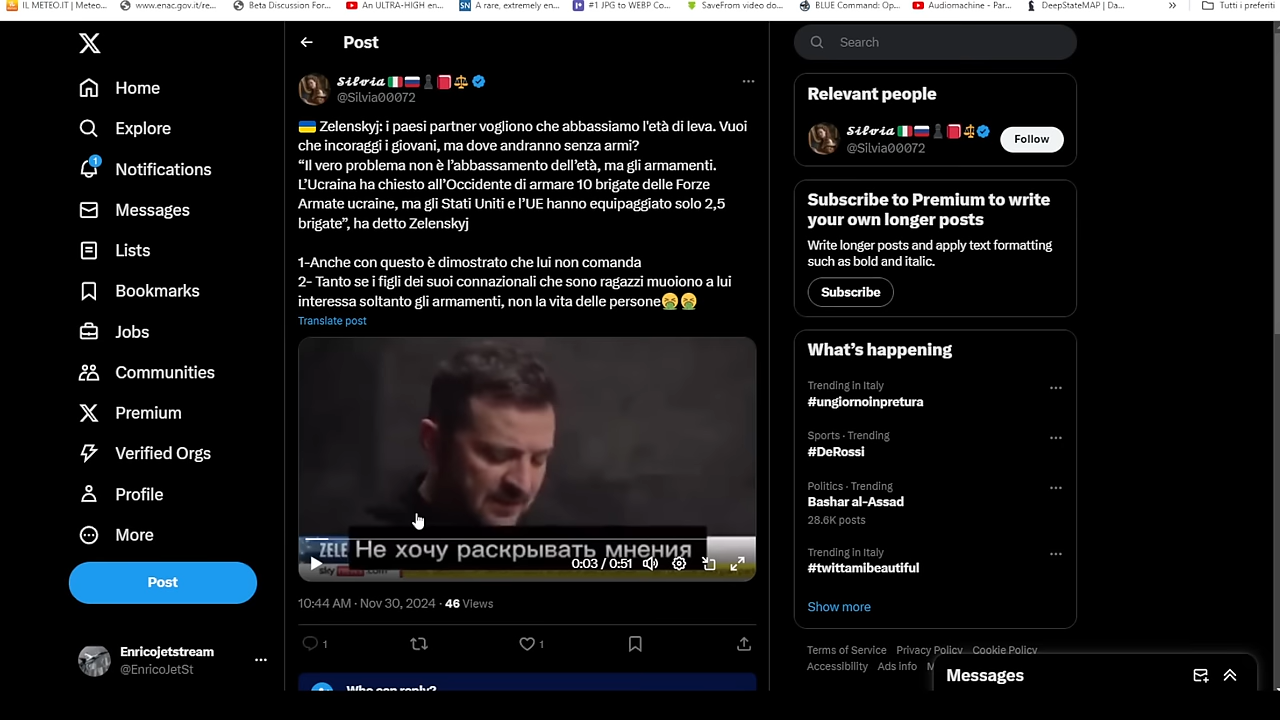 IL METEO.IT | Meteo...
www.enac.gov.it/re...
Beta Discussion For...
An ULTRA-HIGH en...
A rare, extremely en...
#1 JPG to WEBP Co...
SaveFrom video do...
BLUE Command: Op...
Audiomachine - Par...
DeepStateMAP | Da...
Tutti i preferiti
Home
Explore
1
Notifications
Messages
Lists
Bookmarks
Jobs
Communities
Premium
Verified Orgs
Profile
More
Post
Enricojetstream
@EnricoJetSt
Post
𝓢𝓲𝓵𝓿𝓲𝓪
@Silvia00072
Zelenskyj: i paesi partner vogliono che abbassiamo l'età di leva. Vuoi
che incoraggi i giovani, ma dove andranno senza armi?
“Il vero problema non è l’abbassamento dell’età, ma gli armamenti.
L’Ucraina ha chiesto all’Occidente di armare 10 brigate delle Forze
Armate ucraine, ma gli Stati Uniti e l’UE hanno equipaggiato solo 2,5
brigate”, ha detto Zelenskyj
1-Anche con questo è dimostrato che lui non comanda
2- Tanto se i figli dei suoi connazionali che sono ragazzi muoiono a lui
interessa soltanto gli armamenti, non la vita delle persone🤮🤮
Translate post
ZELE
Не хочу раскрывать мнения
0:03 / 0:51
sky
10:44 AM · Nov 30, 2024 · 46 Views
1
1
Who can reply?
Search
Relevant people
𝓢𝓲𝓵𝓿𝓲𝓪
@Silvia00072
Follow
Subscribe to Premium to write
your own longer posts
Write longer posts and apply text formatting
such as bold and italic.
Subscribe
What’s happening
Trending in Italy
#ungiornoinpretura
Sports · Trending
#DeRossi
Politics · Trending
Bashar al-Assad
28.6K posts
Trending in Italy
#twittamibeautiful
Show more
Terms of Service Privacy Policy Cookie Policy
Accessibility Ads info
Messages